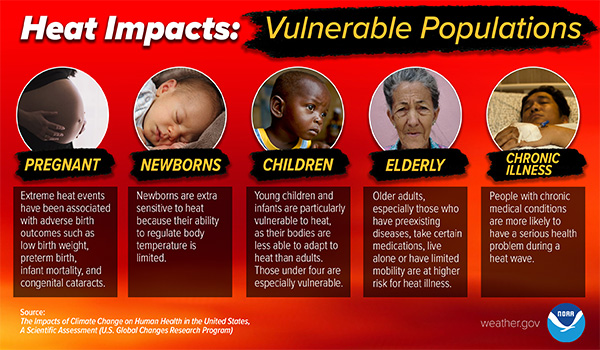 Heat Impacts: Vulnerable Populations
PREGNANT
Extreme heat events
have been associated
with adverse birth
outcomes such as
low birth weight,
preterm birth,
infant mortality, and
congenital cataracts.
NEWBORNS
Newborns are extra
sensitive to heat
because their ability
to regulate body
temperature is
limited.
CHILDREN
Young children and
infants are particularly
vulnerable to heat,
as their bodies are
less able to adapt to
heat than adults.
Those under four are
especially vulnerable.
ELDERLY
Older adults,
especially those who
have preexisting
diseases, take certain
medications, live
alone or have limited
mobility are at higher
risk for heat illness.
CHRONIC
ILLNESS
People with chronic
medical conditions
are more likely to
have a serious health
problem during a
heat wave.
Source:
The Impacts of Climate Change on Human Health in the United States,
A Scientific Assessment (U.S. Global Changes Research Program)
weather.gov
NOAA